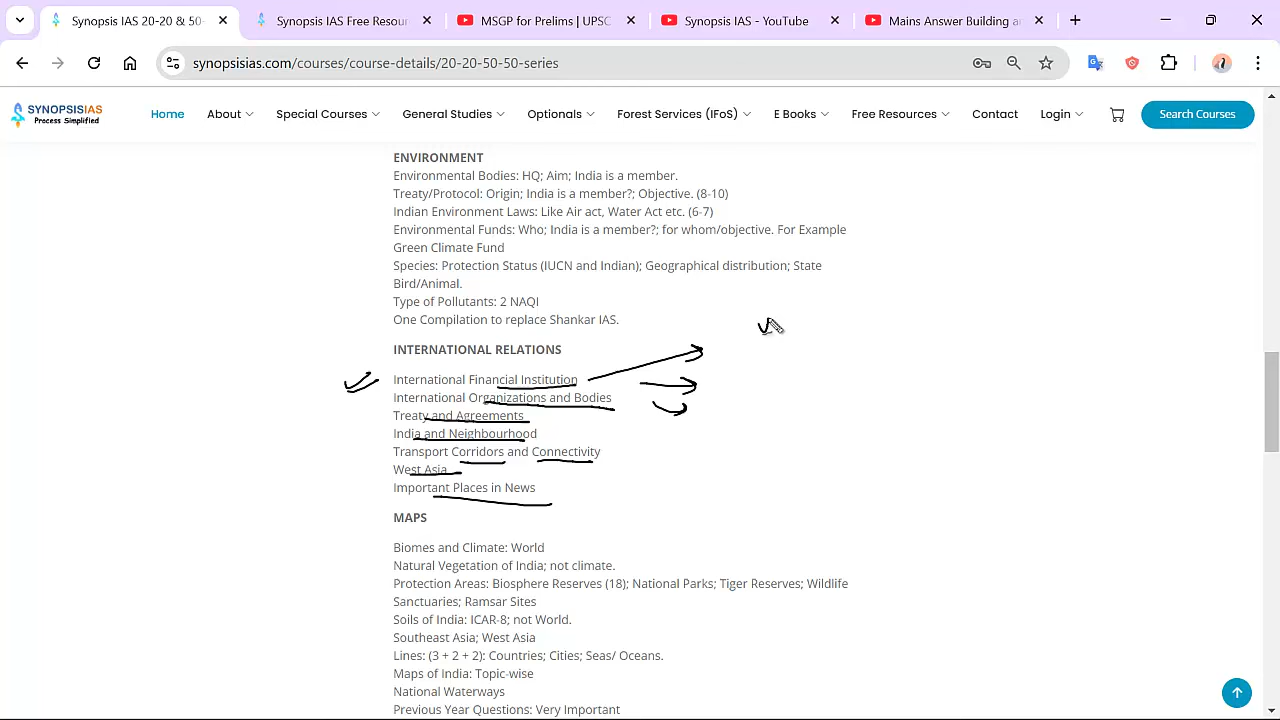 Synopsis IAS 20-20 & 50-
Synopsis IAS Free Resour
MSGP for Prelims | UPSC
Synopsis IAS - YouTube
Mains Answer Building a
synopsisias.com/courses/course-details/20-20-50-50-series
SYNOPSISIAS
Process Simplified
Home
About
Special Courses
General Studies
Optionals
Forest Services (IFoS)
E Books
Free Resources
Contact
Login
Search Courses
ENVIRONMENT
Environmental Bodies: HQ; Aim; India is a member.
Treaty/Protocol: Origin; India is a member?; Objective. (8-10)
Indian Environment Laws: Like Air act, Water Act etc. (6-7)
Environmental Funds: Who; India is a member?; for whom/objective. For Example
Green Climate Fund
Species: Protection Status (IUCN and Indian); Geographical distribution; State
Bird/Animal.
Type of Pollutants: 2 NAQI
One Compilation to replace Shankar IAS.
INTERNATIONAL RELATIONS
International Financial Institution
International Organizations and Bodies
Treaty and Agreements
India and Neighbourhood
Transport Corridors and Connectivity
West Asia
Important Places in News
MAPS
Biomes and Climate: World
Natural Vegetation of India; not climate.
Protection Areas: Biosphere Reserves (18); National Parks; Tiger Reserves; Wildlife
Sanctuaries; Ramsar Sites
Soils of India: ICAR-8; not World.
Southeast Asia; West Asia
Lines: (3 + 2 + 2): Countries; Cities; Seas/ Oceans.
Maps of India: Topic-wise
National Waterways
Previous Year Questions: Very Important